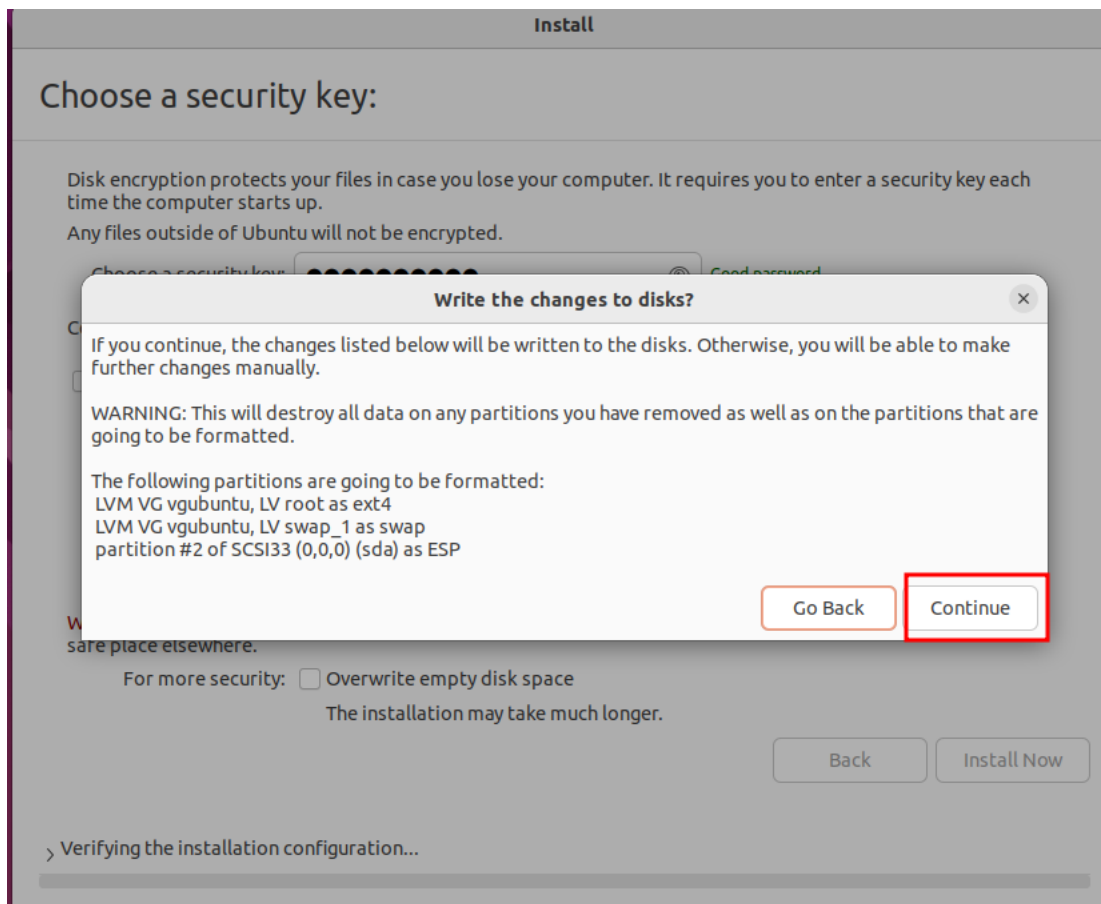 Install
Choose a security key:
Disk encryption protects your files in case you lose your computer. It requires you to enter a security key each
time the computer starts up.
Any files outside of Ubuntu will not be encrypted.
Choose a security key:
Good password
Write the changes to disks?
If you continue, the changes listed below will be written to the disks. Otherwise, you will be able to make
further changes manually.
WARNING: This will destroy all data on any partitions you have removed as well as on the partitions that are
going to be formatted.
The following partitions are going to be formatted:
LVM VG vgubuntu, LV root as ext4
LVM VG vgubuntu, LV swap_1 as swap
partition #2 of SCSI33 (0,0,0) (sda) as ESP
Go Back
Continue
safe place elsewhere.
For more security: Overwrite empty disk space
The installation may take much longer.
Back
Install Now
Verifying the installation configuration...